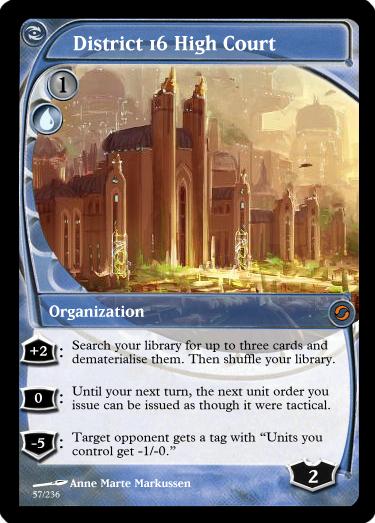 District 16 High Court
1
Organization
+2: Search your library for up to three cards and
dematerialise them. Then shuffle your library.
0: Until your next turn, the next unit order you
issue can be issued as though it were tactical.
-5: Target opponent gets a tag with “Units you
control get -1/-0.”
2
Anne Marte Markussen
57/236